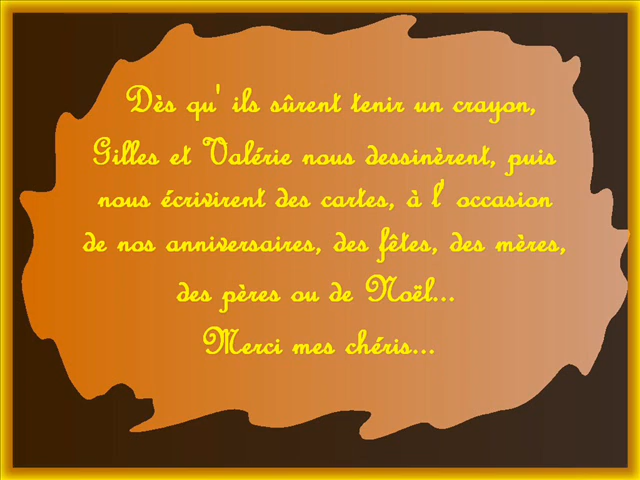 Dès qu' ils sûrent tenir un crayon,
Gilles et Valérie nous dessinèrent, puis
nous écrivirent des cartes, à l' occasion
de nos anniversaires, des fêtes, des mères,
des pères ou de Noël...
Merci mes chéris...